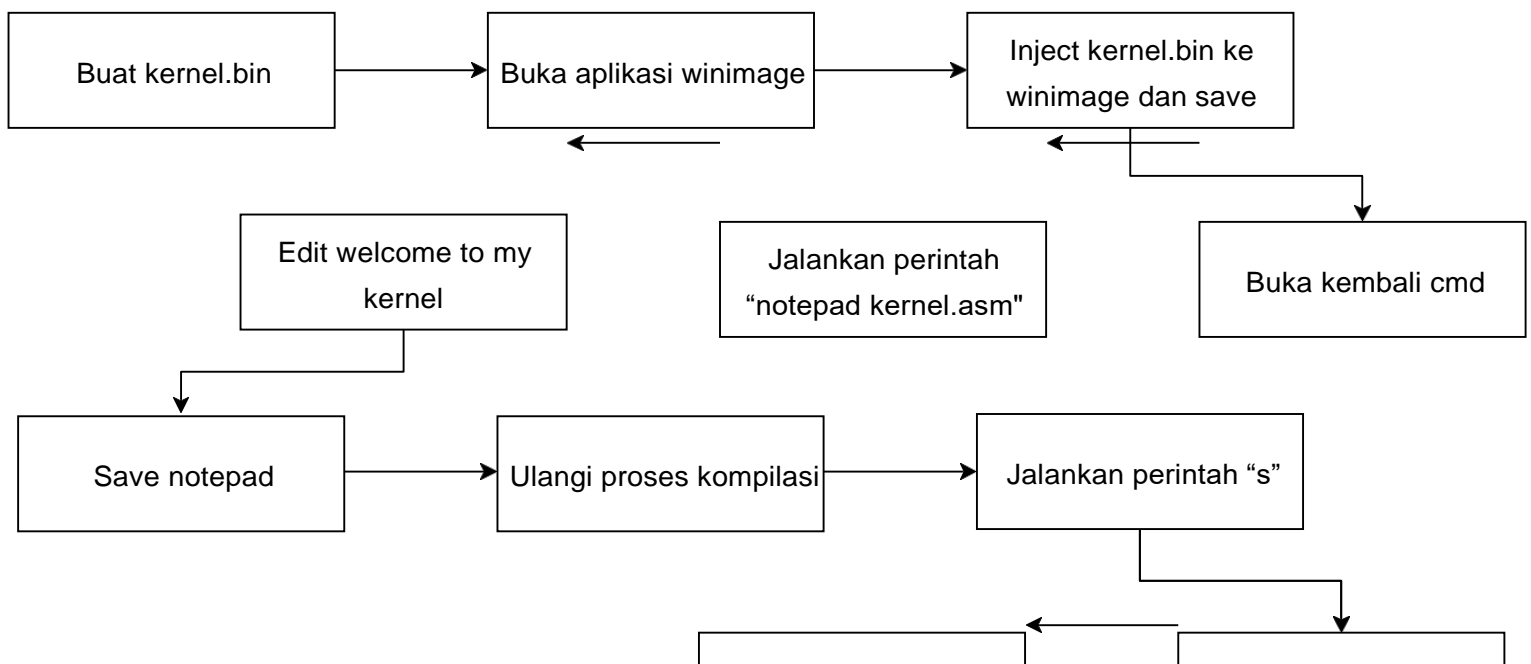 Buat kernel.bin
Buka aplikasi winimage
Inject kernel.bin ke
winimage dan save
Buka kembali cmd
Jalankan perintah
“notepad kernel.asm"
Edit welcome to my
kernel
Save notepad
Ulangi proses kompilasi
Jalankan perintah “s”